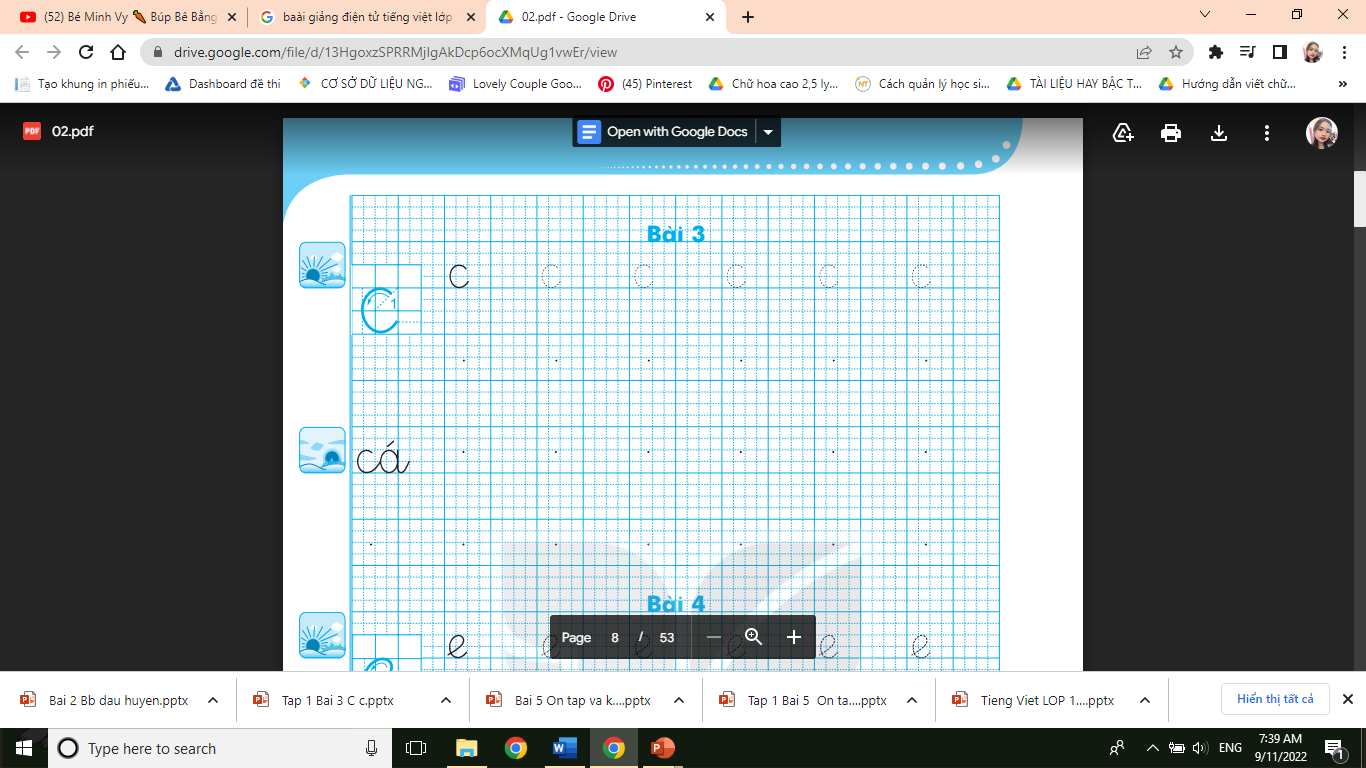 (52) Bé Minh Vy 🥕 Búp Bê Bằng
baài giảng điện tử tiếng việt lớp
02.pdf - Google Drive
drive.google.com/file/d/13HgoxzSPRRMjIgAkDcp6ocXMqUg1vwEr/view
Tạo khung in phiếu...
Dashboard đề thi
CƠ SỞ DỮ LIỆU NG...
Lovely Couple Goo...
(45) Pinterest
Chữ hoa cao 2,5 ly...
NT
Cách quản lý học si...
TÀI LIỆU HAY BẬC T...
Hướng dẫn viết chữ...
»
PDF
02.pdf
Open with Google Docs
Bài 3
c c c c c c
c 1
cá
Bài 4
e e e e e e
e
Page 8 / 53
Bai 2 Bb dau huyen.pptx
Tap 1 Bai 3 C c.pptx
Bai 5 On tap va k....pptx
Tap 1 Bai 5 On ta....pptx
Tieng Viet LOP 1....pptx
Hiển thị tất cả
Type here to search
ENG
7:39 AM
9/11/2022
1